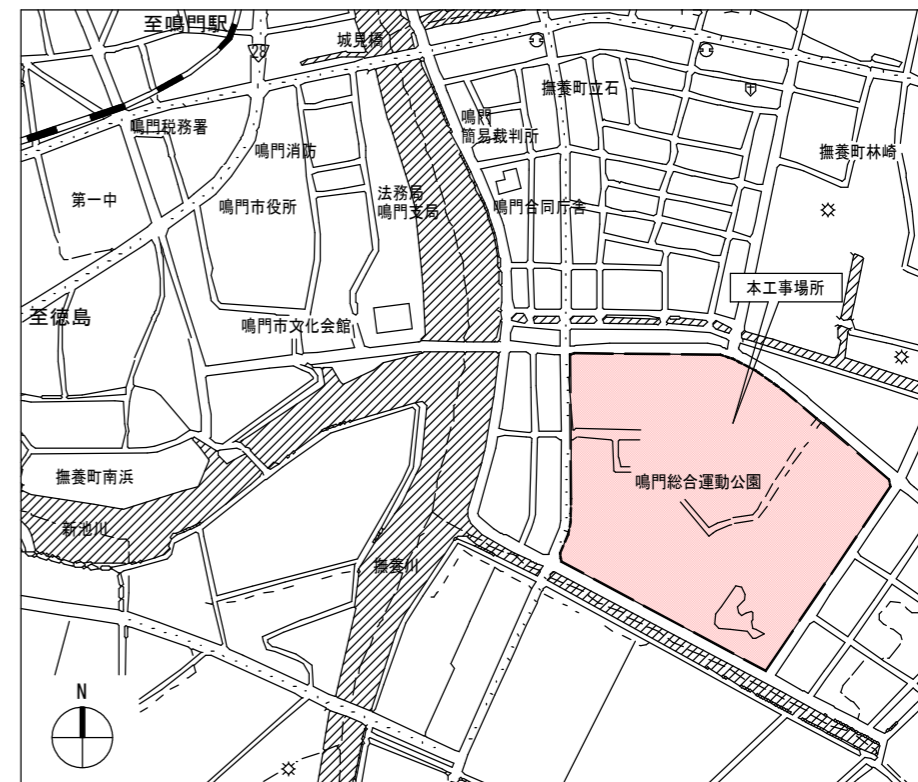 至鳴門駅
28
城見橋
撫養町立石
鳴門税務署
鳴門
簡易裁判所
鳴門消防
撫養町林崎
第一中
鳴門市役所
法務局
鳴門支局
鳴門合同庁舎
本工事場所
至徳島
鳴門市文化会館
撫養町南浜
鳴門総合運動公園
新池川
撫養川
N